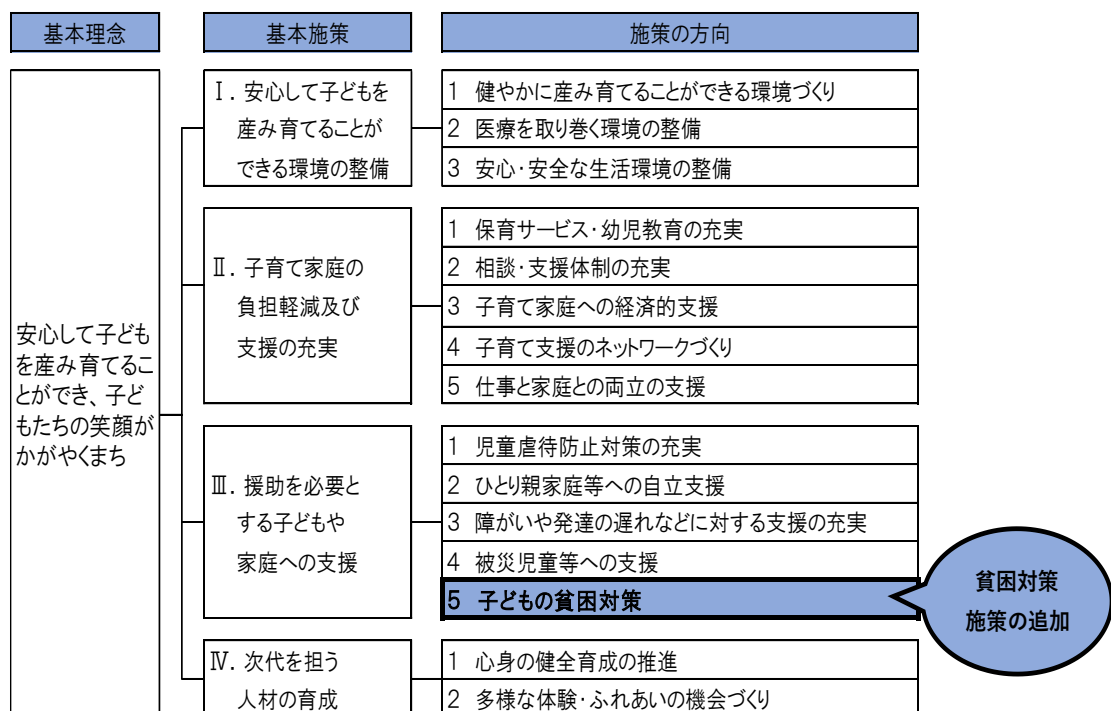 基本理念
基本施策
施策の方向
安心して子ども
を産み育てるこ
とができ、子ど
もたちの笑顔が
かがやくまち
Ⅰ. 安心して子どもを
産み育てることが
できる環境の整備
1 健やかに産み育てることができる環境づくり
2 医療を取り巻く環境の整備
3 安心・安全な生活環境の整備
Ⅱ. 子育て家庭の
負担軽減及び
支援の充実
1 保育サービス・幼児教育の充実
2 相談・支援体制の充実
3 子育て家庭への経済的支援
4 子育て支援のネットワークづくり
5 仕事と家庭との両立の支援
Ⅲ. 援助を必要と
する子どもや
家庭への支援
1 児童虐待防止対策の充実
2 ひとり親家庭等への自立支援
3 障がいや発達の遅れなどに対する支援の充実
4 被災児童等への支援
5 子どもの貧困対策
貧困対策
施策の追加
Ⅳ. 次代を担う
人材の育成
1 心身の健全育成の推進
2 多様な体験・ふれあいの機会づくり